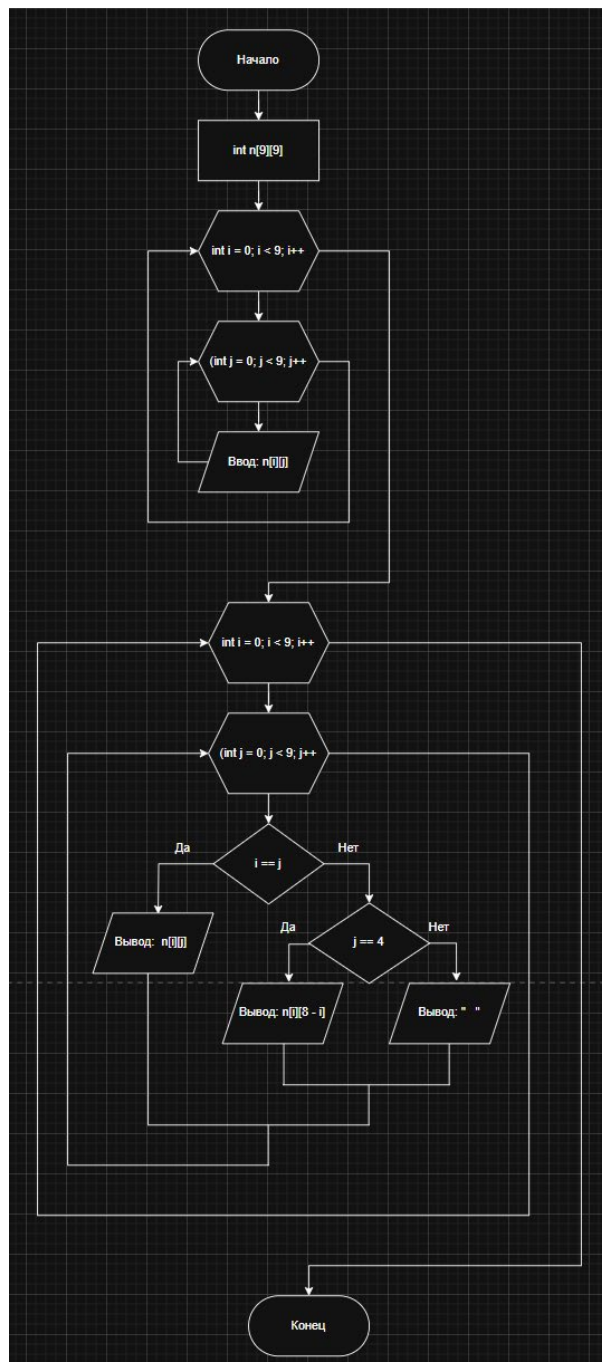 Начало
int n[9][9]
int i = 0; i < 9; i++
(int j = 0; j < 9; j++
Ввод: n[i][j]
int i = 0; i < 9; i++
(int j = 0; j < 9; j++
Да
Нет
i == j
Вывод: n[i][j]
Да
Нет
j == 4
Вывод: n[i][8 - i]
Вывод: "   "
Конец